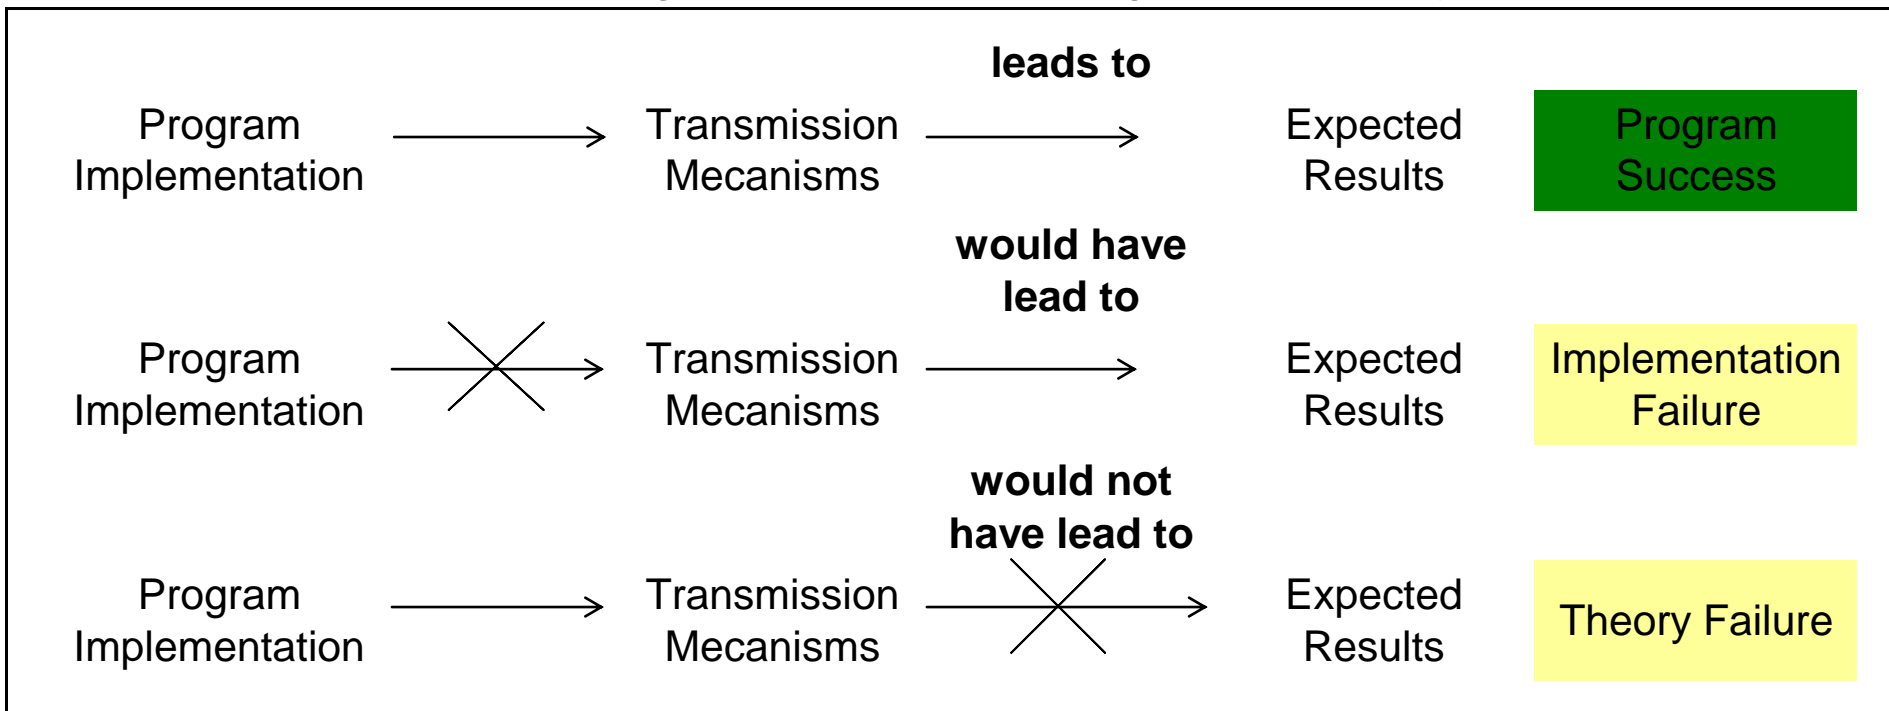 leads to
Program
Implementation
Transmission
Mecanisms
Expected
Results
Program
Success
would have
lead to
Program
Implementation
Transmission
Mecanisms
Expected
Results
Implementation
Failure
would not
have lead to
Program
Implementation
Transmission
Mecanisms
Expected
Results
Theory Failure